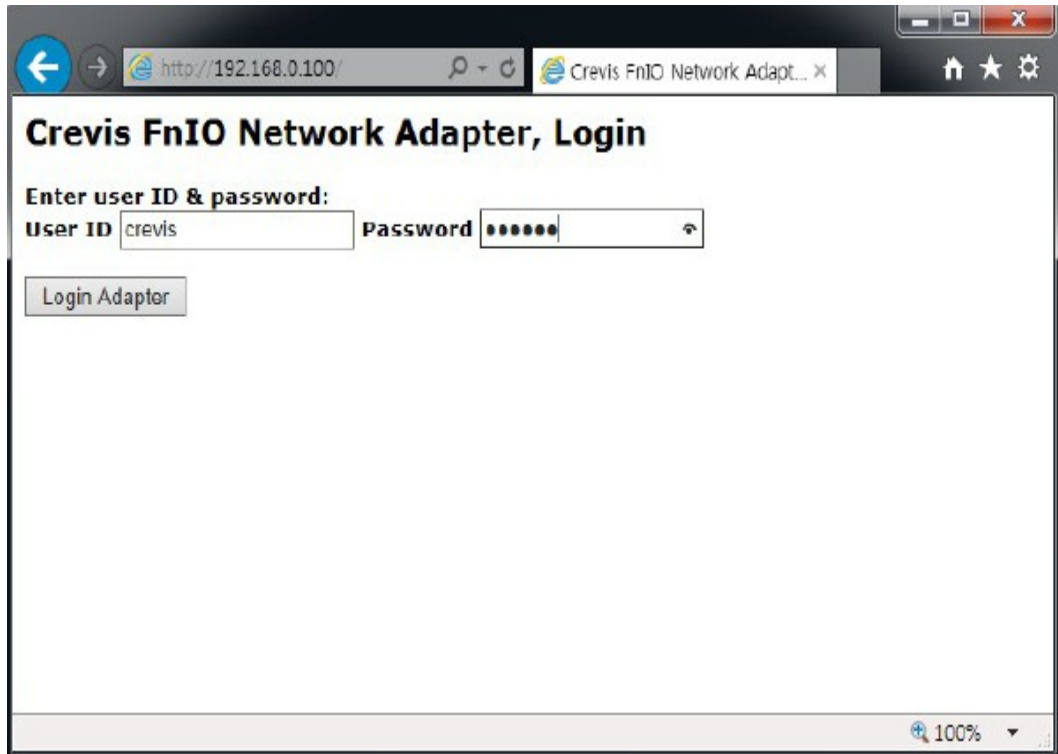 http://192.168.0.100/
Crevis FnIO Network Adapt...
Crevis FnIO Network Adapter, Login
Enter user ID & password:
User ID crevis Password ••••••
Login Adapter
100%